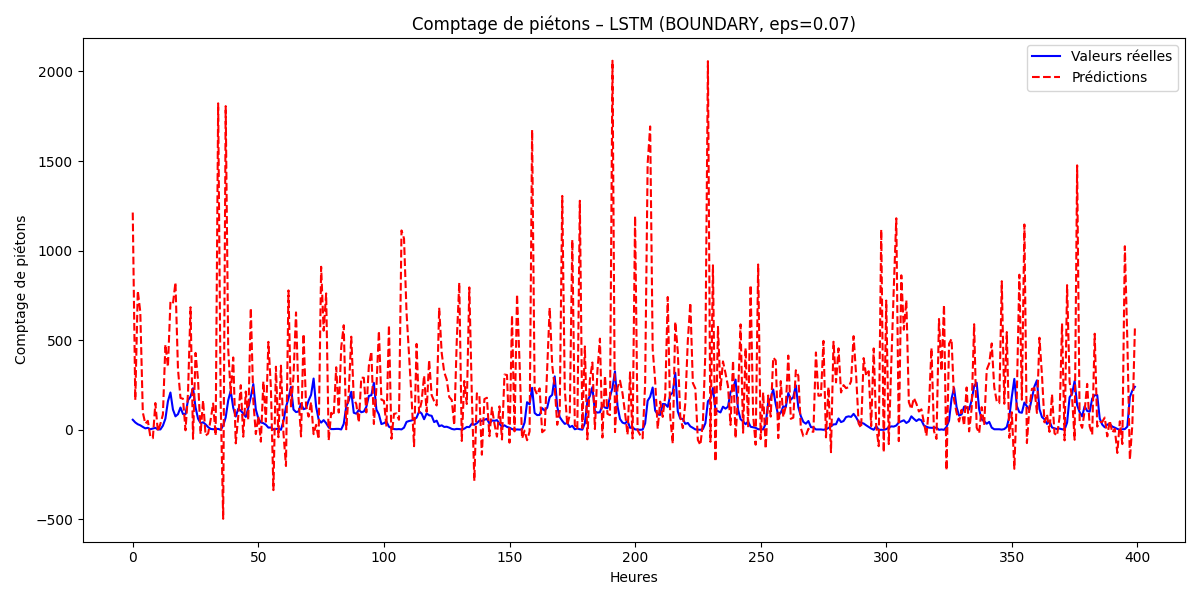 Comptage de piétons – LSTM (BOUNDARY, eps=0.07)
Valeurs réelles
Prédictions
Comptage de piétons
2000
1500
1000
500
0
−500
0 50 100 150 200 250 300 350 400
Heures